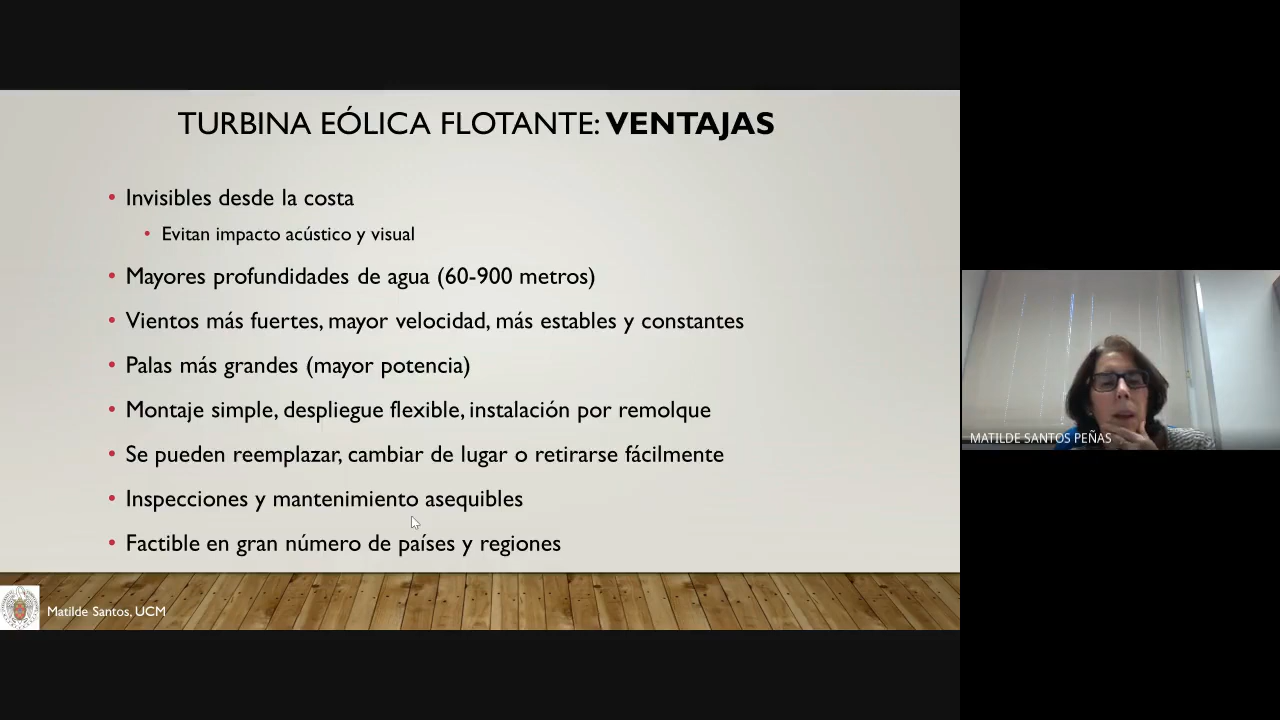 TURBINA EÓLICA FLOTANTE: VENTAJAS
• Invisibles desde la costa
• Evitan impacto acústico y visual
• Mayores profundidades de agua (60-900 metros)
• Vientos más fuertes, mayor velocidad, más estables y constantes
• Palas más grandes (mayor potencia)
• Montaje simple, despliegue flexible, instalación por remolque
• Se pueden reemplazar, cambiar de lugar o retirarse fácilmente
• Inspecciones y mantenimiento asequibles
• Factible en gran número de países y regiones
Matilde Santos, UCM
MATILDE SANTOS PEÑAS